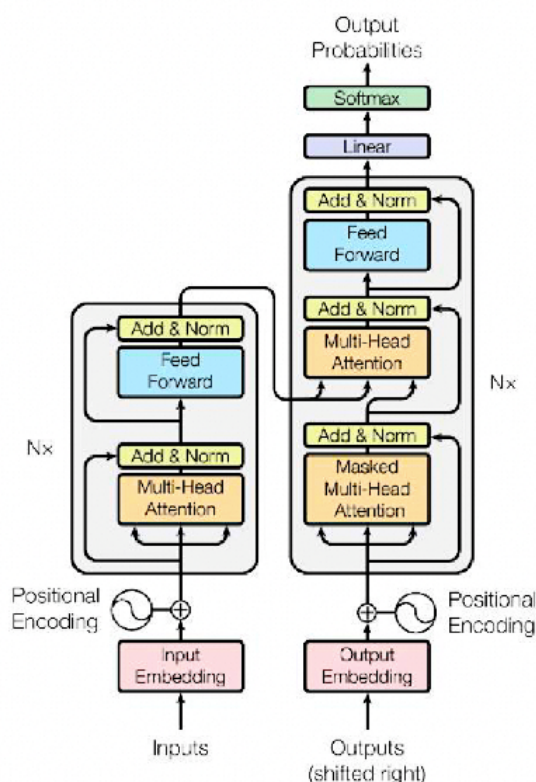 Output
Probabilities
Softmax
Linear
Add & Norm
Feed
Forward
Add & Norm
Multi-Head
Attention
Add & Norm
Masked
Multi-Head
Attention
Nx
Add & Norm
Feed
Forward
Add & Norm
Multi-Head
Attention
Nx
Positional
Encoding
Positional
Encoding
Input
Embedding
Output
Embedding
Inputs
Outputs
(shifted right)